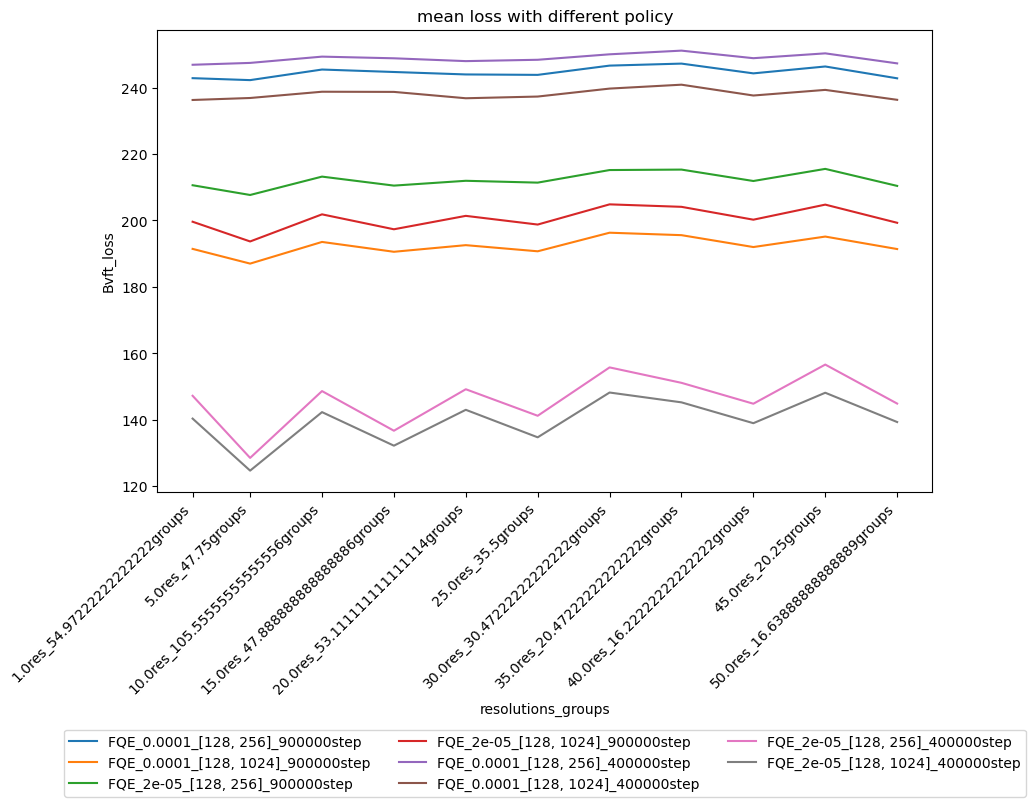 mean loss with different policy
Bvft_loss
240
220
200
180
160
140
120
1.0res_54.97222222222222groups
5.0res_47.75groups
10.0res_105.55555555555556groups
15.0res_47.888888888888886groups
20.0res_53.111111111111114groups
25.0res_35.5groups
30.0res_30.47222222222222groups
35.0res_20.47222222222222groups
40.0res_16.22222222222222groups
45.0res_20.25groups
50.0res_16.63888888888889groups
resolutions_groups
FQE_0.0001_[128, 256]_900000step
FQE_0.0001_[128, 1024]_900000step
FQE_2e-05_[128, 256]_900000step
FQE_2e-05_[128, 1024]_900000step
FQE_0.0001_[128, 256]_400000step
FQE_0.0001_[128, 1024]_400000step
FQE_2e-05_[128, 256]_400000step
FQE_2e-05_[128, 1024]_400000step